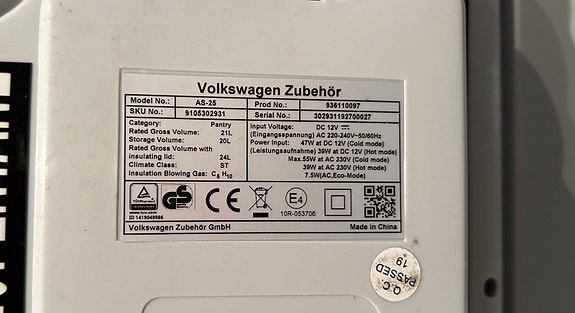 Volkswagen Zubehör
Model No.: AS-25 Prod No.: 936110097
SKU No.: 9105302931 Serial No.: 302931192700027
Category: Pantry
Rated Gross Volume: 21L
Storage Volume: 20L
Rated Gross Volume with
insulating lid: 24L
Climate Class: ST
Insulation Blowing Gas: C5 H10
Input Voltage: DC 12V
(Eingangsspannung) AC 220-240V~50/60Hz
Power Input: 47W at DC 12V (Cold mode)
(Leistungsaufnahme) 39W at DC 12V (Hot mode)
Max.55W at AC 230V (Cold mode)
39W at AC 230V (Hot mode)
7.5W(AC,Eco-Mode)
GS
CE
E4
10R-053706
ID 1419049986
Volkswagen Zubehör GmbH Made in China
Q.C.
PASSED
19